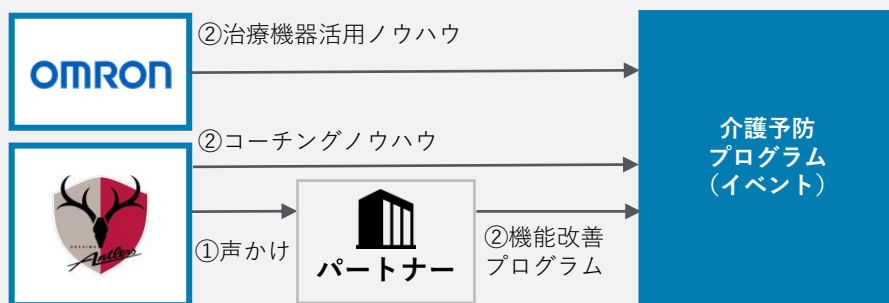 ②治療機器活用ノウハウ
OMRON
②コーチングノウハウ
介護予防
プログラム
（イベント）
KASHIMA
Antlers
①声かけ
パートナー
②機能改善
プログラム